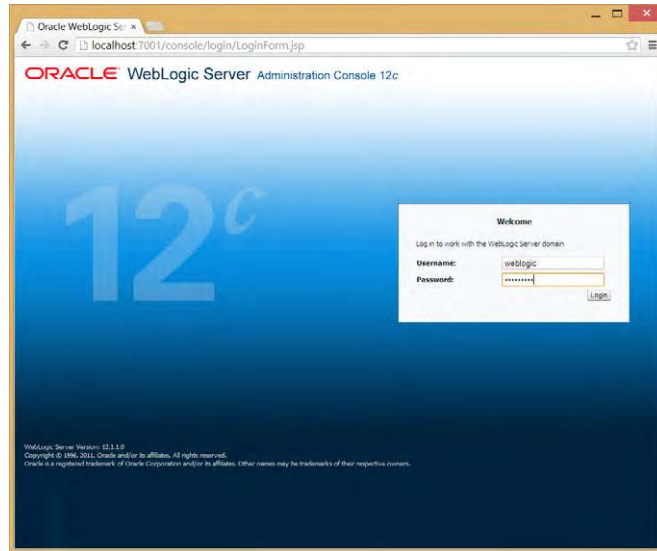 Oracle WebLogic Se
localhost:7001/console/login/LoginForm.jsp
ORACLE WebLogic Server Administration Console 12c
12c
Welcome
Log in to work with the WebLogic Server domain
Username: weblogic
Password: •••••••••
Login
WebLogic Server Version: 12.1.1.0
Copyright © 1996, 2011, Oracle and/or its affiliates. All rights reserved.
Oracle is a registered trademark of Oracle Corporation and/or its affiliates. Other names may be trademarks of their respective owners.